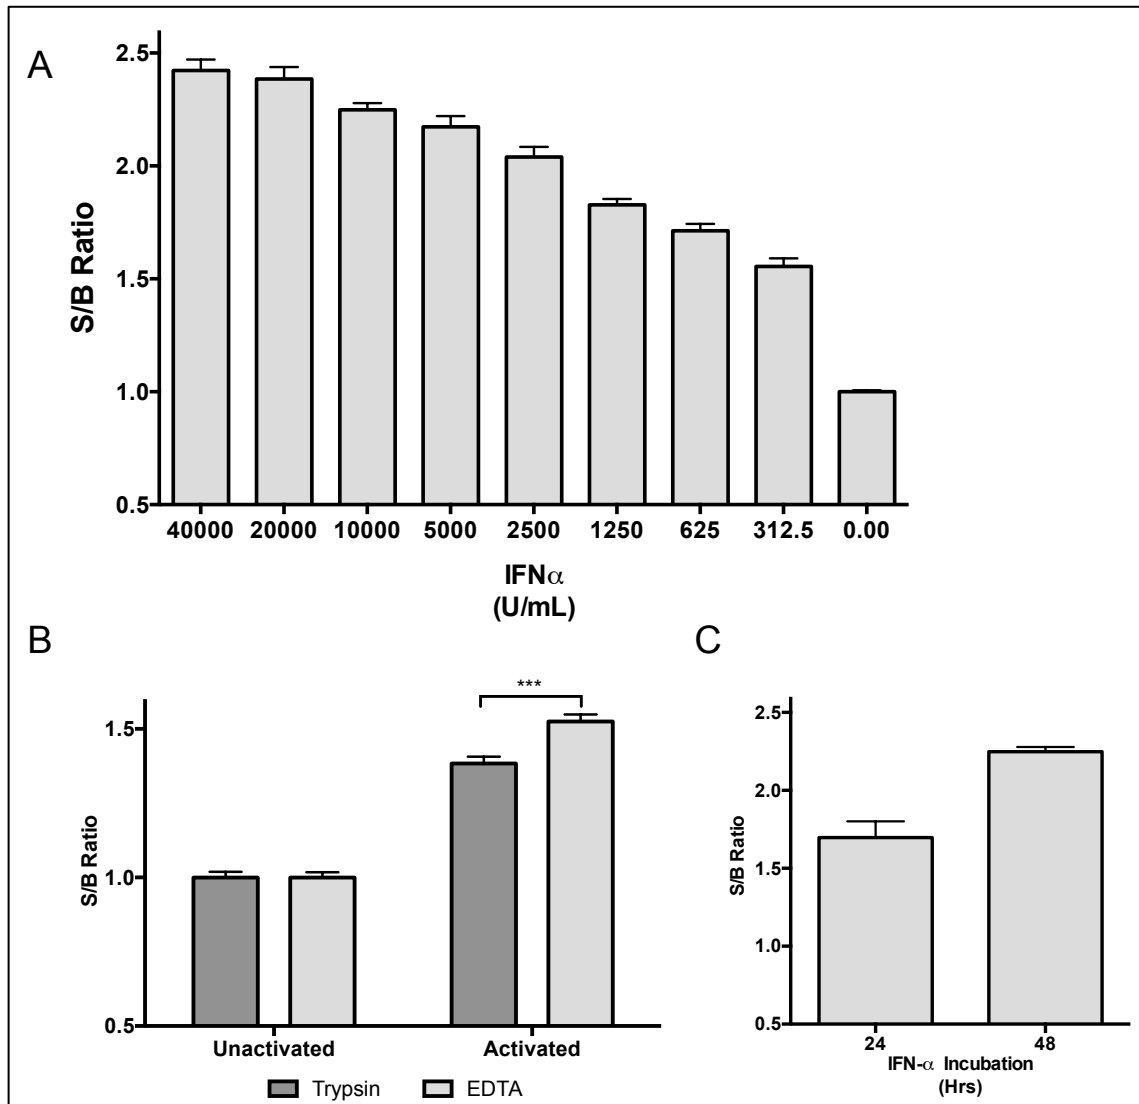 A
S/B Ratio
2.5
2.0
1.5
1.0
0.5
40000 20000 10000 5000 2500 1250 625 312.5 0.00
IFNα
(U/mL)
B
S/B Ratio
1.5
1.0
0.5
***
Unactivated Activated
Trypsin EDTA
C
S/B Ratio
2.5
2.0
1.5
1.0
0.5
24 48
IFN-α Incubation
(Hrs)